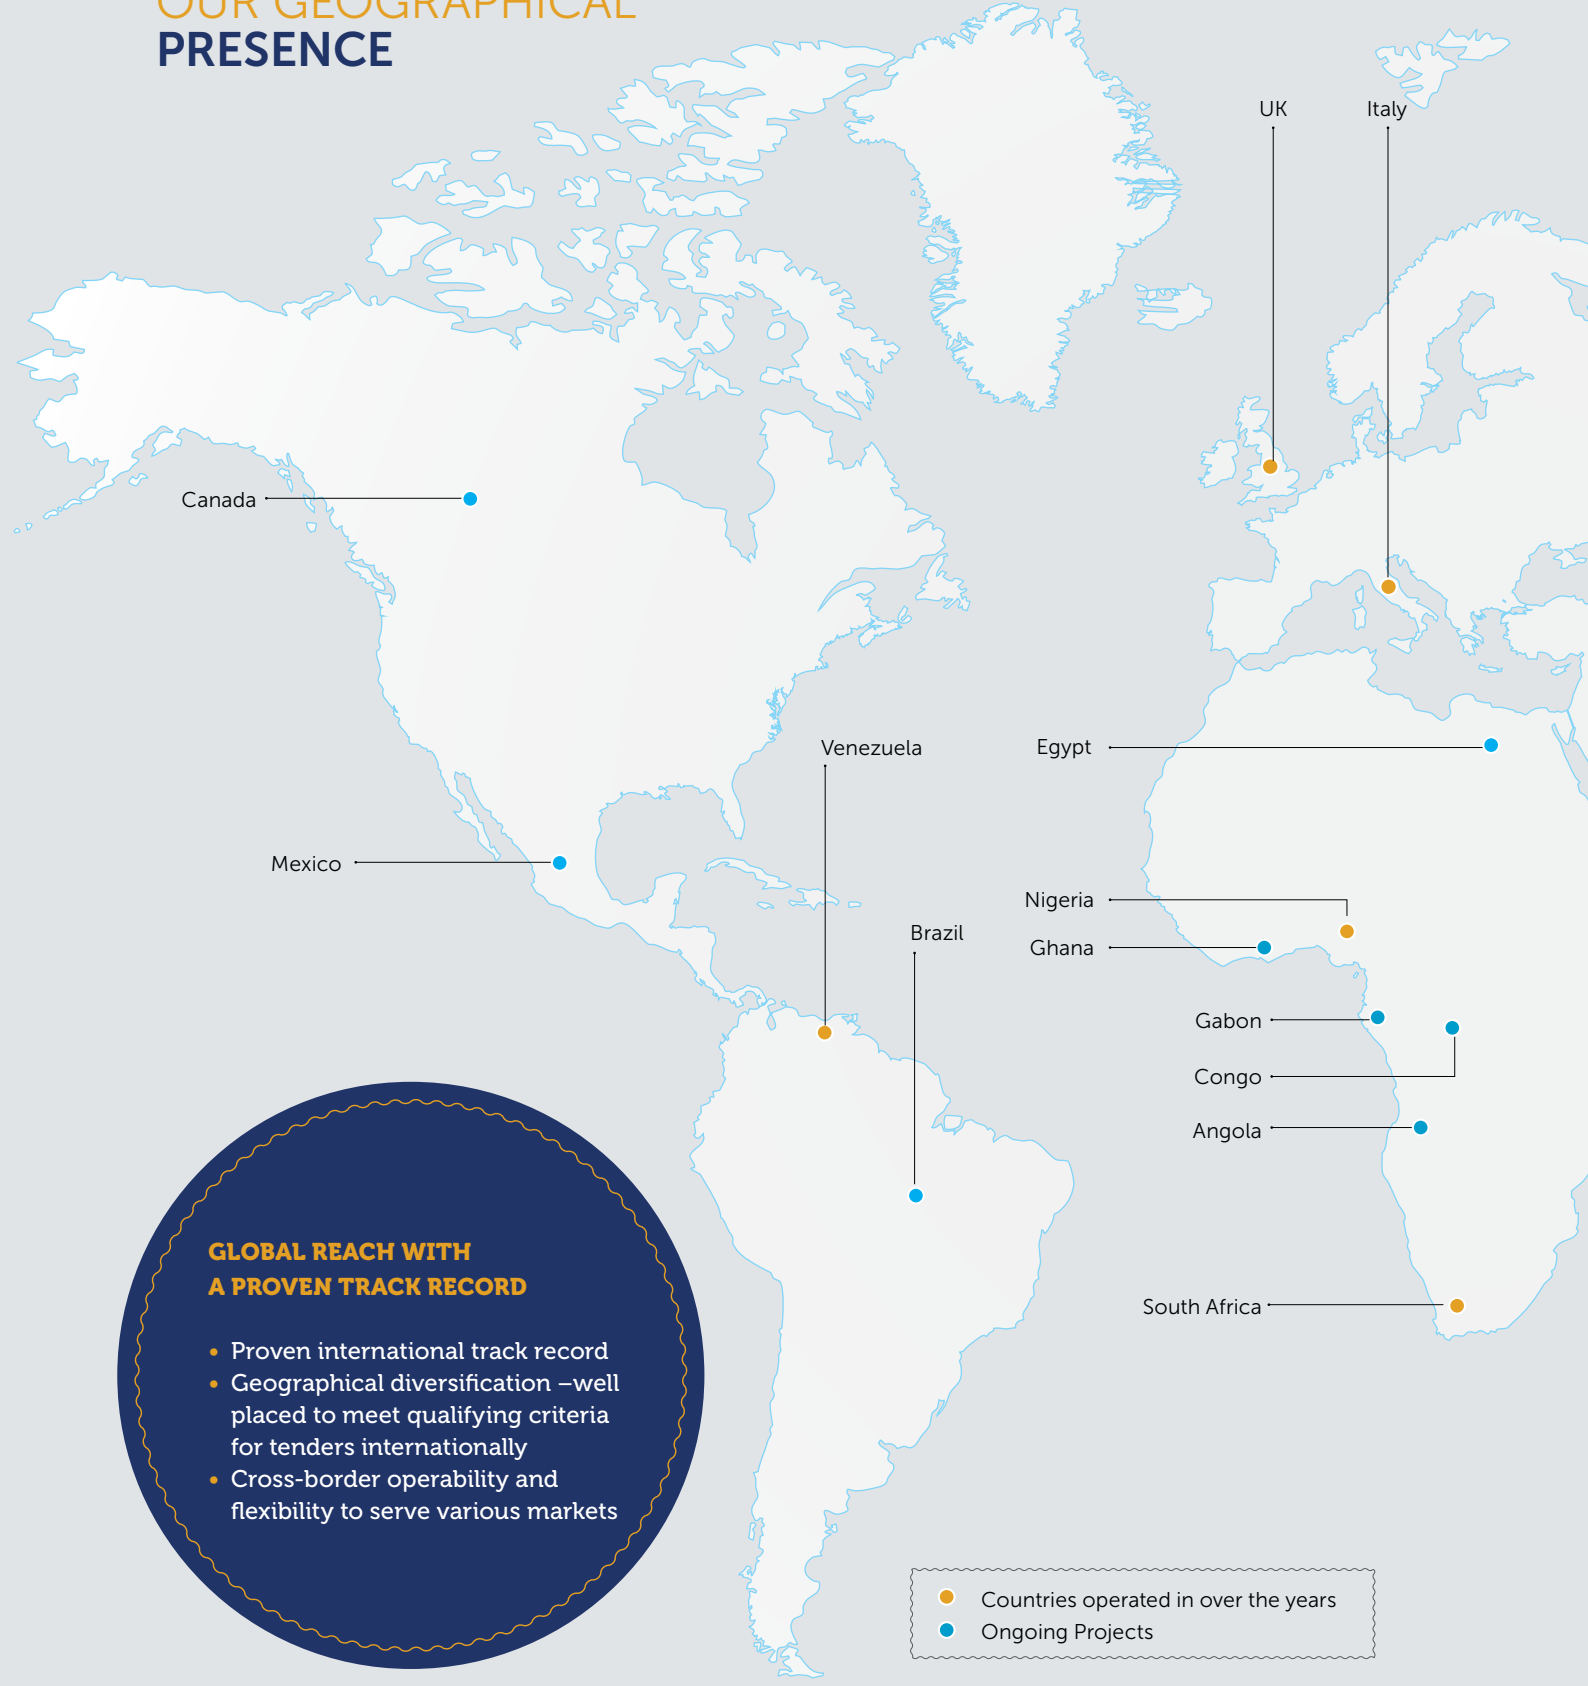 OUR GEOGRAPHICAL
PRESENCE
UK
Italy
Canada
Venezuela
Egypt
Mexico
Nigeria
Brazil
Ghana
Gabon
Congo
Angola
South Africa
GLOBAL REACH WITH
A PROVEN TRACK RECORD
• Proven international track record
• Geographical diversification –well
placed to meet qualifying criteria
for tenders internationally
• Cross-border operability and
flexibility to serve various markets
Countries operated in over the years
Ongoing Projects